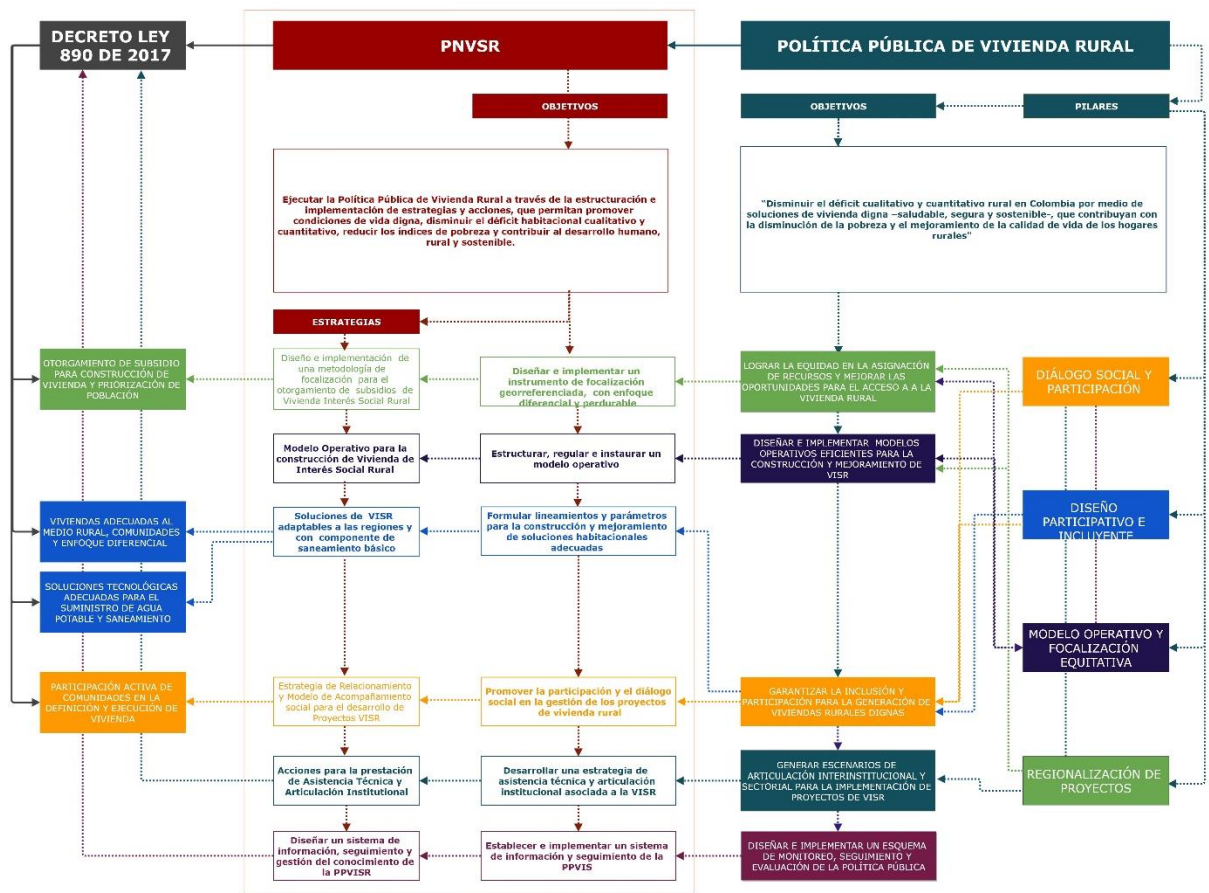 DECRETO LEY
890 DE 2017
PNVSR
POLÍTICA PÚBLICA DE VIVIENDA RURAL
OBJETIVOS
OBJETIVOS
PILARES
Ejecutar la Política Pública de Vivienda Rural a través de la estructuración e
implementación de estrategias y acciones, que permitan promover
condiciones de vida digna, disminuir el déficit habitacional cualitativo y
cuantitativo, reducir los índices de pobreza y contribuir al desarrollo humano,
rural y sostenible.
"Disminuir el déficit cualitativo y cuantitativo rural en Colombia por medio de
soluciones de vivienda digna –saludable, segura y sostenible-, que contribuyan con
la disminución de la pobreza y el mejoramiento de la calidad de vida de los hogares
rurales"
ESTRATEGIAS
OTORGAMIENTO DE SUBSIDIO
PARA CONSTRUCCIÓN DE
VIVIENDA Y PRIORIZACIÓN DE
POBLACIÓN
Diseño e implementación de
una metodología de
focalización para el
otorgamiento de subsidios de
Vivienda Interés Social Rural
Diseñar e implementar un
instrumento de focalización
georreferenciada, con enfoque
diferencial y perdurable
LOGRAR LA EQUIDAD EN LA ASIGNACIÓN
DE RECURSOS Y MEJORAR LAS
OPORTUNIDADES PARA EL ACCESO A A LA
VIVIENDA RURAL
DIÁLOGO SOCIAL Y
PARTICIPACIÓN
Modelo Operativo para la
construcción de Vivienda de
Interés Social Rural
Estructurar, regular e instaurar un
modelo operativo
DISEÑAR E IMPLEMENTAR MODELOS
OPERATIVOS EFICIENTES PARA LA
CONSTRUCCIÓN Y MEJORAMIENTO DE
VISR
VIVIENDAS ADECUADAS AL
MEDIO RURAL, COMUNIDADES
Y ENFOQUE DIFERENCIAL
Soluciones de VISR
adaptables a las regiones y
con componente de
saneamiento básico
Formular lineamientos y parámetros
para la construcción y mejoramiento
de soluciones habitacionales
adecuadas
DISEÑO
PARTICIPATIVO E
INCLUYENTE
SOLUCIONES TECNOLÓGICAS
ADECUADAS PARA EL
SUMINISTRO DE AGUA
POTABLE Y SANEAMIENTO
MODELO OPERATIVO Y
FOCALIZACIÓN
EQUITATIVA
PARTICIPACIÓN ACTIVA DE
COMUNIDADES EN LA
DEFINICIÓN Y EJECUCIÓN DE
VIVIENDA
Estrategia de Relacionamiento
y Modelo de Acompañamiento
social para el desarrollo de
Proyectos VISR
Promover la participación y el diálogo
social en la gestión de los proyectos
de vivienda rural
GARANTIZAR LA INCLUSIÓN Y
PARTICIPACIÓN PARA LA GENERACIÓN DE
VIVIENDAS RURALES DIGNAS
Acciones para la prestación
de Asistencia Técnica y
Articulación Institucional
Desarrollar una estrategia de
asistencia técnica y articulación
institucional asociada a la VISR
GENERAR ESCENARIOS DE
ARTICULACIÓN INTERINSTITUCIONAL Y
SECTORIAL PARA LA IMPLEMENTACIÓN DE
PROYECTOS DE VISR
REGIONALIZACIÓN DE
PROYECTOS
Diseñar un sistema de
información, seguimiento y
gestión del conocimiento de
la PPVISR
Establecer e implementar un sistema
de información y seguimiento de la
PPVIS
DISEÑAR E IMPLEMENTAR UN ESQUEMA
DE MONITOREO, SEGUIMIENTO Y
EVALUACIÓN DE LA POLÍTICA PÚBLICA